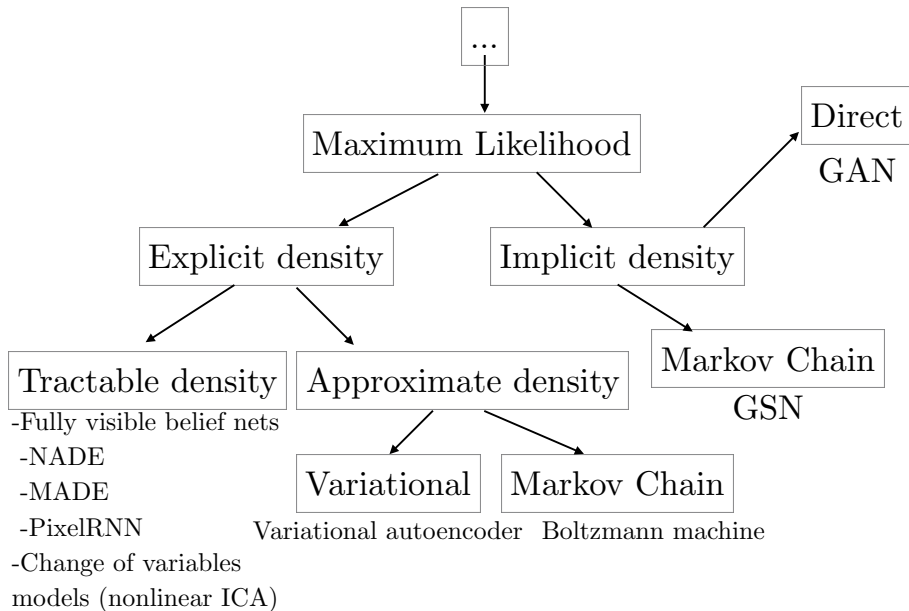 ...
Maximum Likelihood
Direct
GAN
Explicit density
Implicit density
Tractable density
-Fully visible belief nets
-NADE
-MADE
-PixelRNN
-Change of variables
models (nonlinear ICA)
Approximate density
Variational
Variational autoencoder
Markov Chain
Boltzmann machine
Markov Chain
GSN